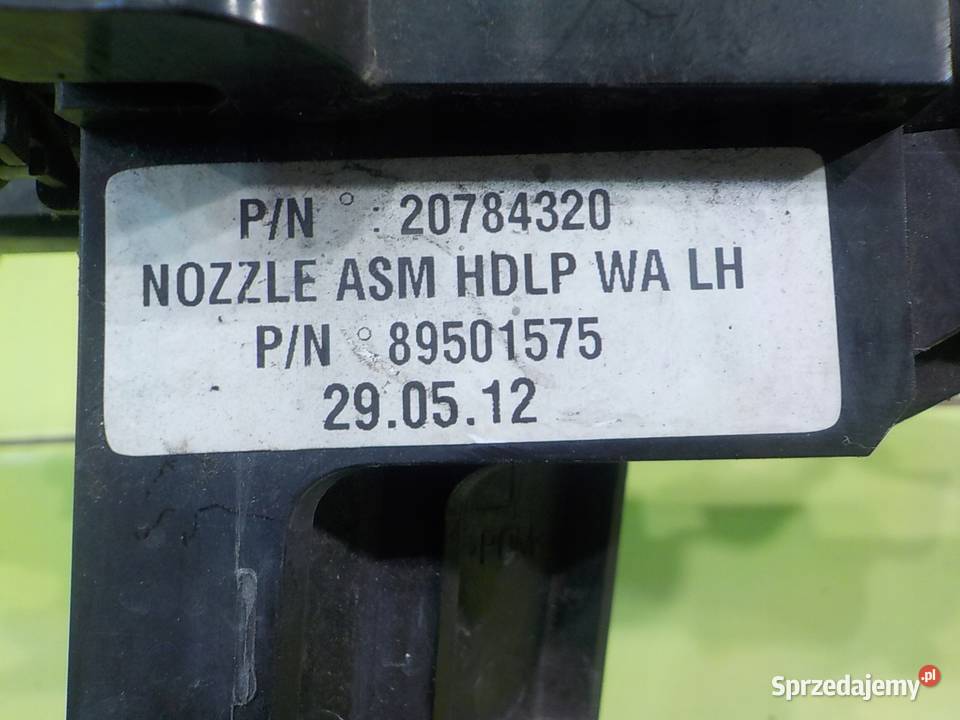 P/N ° : 20784320
NOZZLE ASM HDLP WA LH
P/N ° 89501575
29.05.12
Sprzedajemy.pl